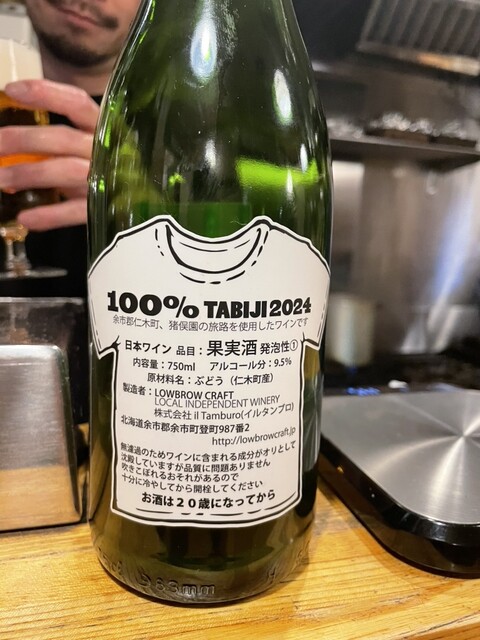 100% TABIJI 2024
余市郡仁木町、猪俣園の旅路を使用したワインです
日本ワイン 品目：果実酒 発泡性①
内容量：750ml アルコール分：9.5%
原材料名：ぶどう（仁木町産）
製造者：LOWBROW CRAFT
LOCAL INDEPENDENT WINERY
株式会社 il Tamburo(イルタンブロ)
北海道余市郡余市町登町987番2
http://lowbrowcraft.jp
無濾過のためワインに含まれる成分がオリとして
沈殿していますが品質に問題ありません
吹きこぼれるおそれがあるので
十分に冷やしてから開栓してください
お酒は20歳になってから
63mm